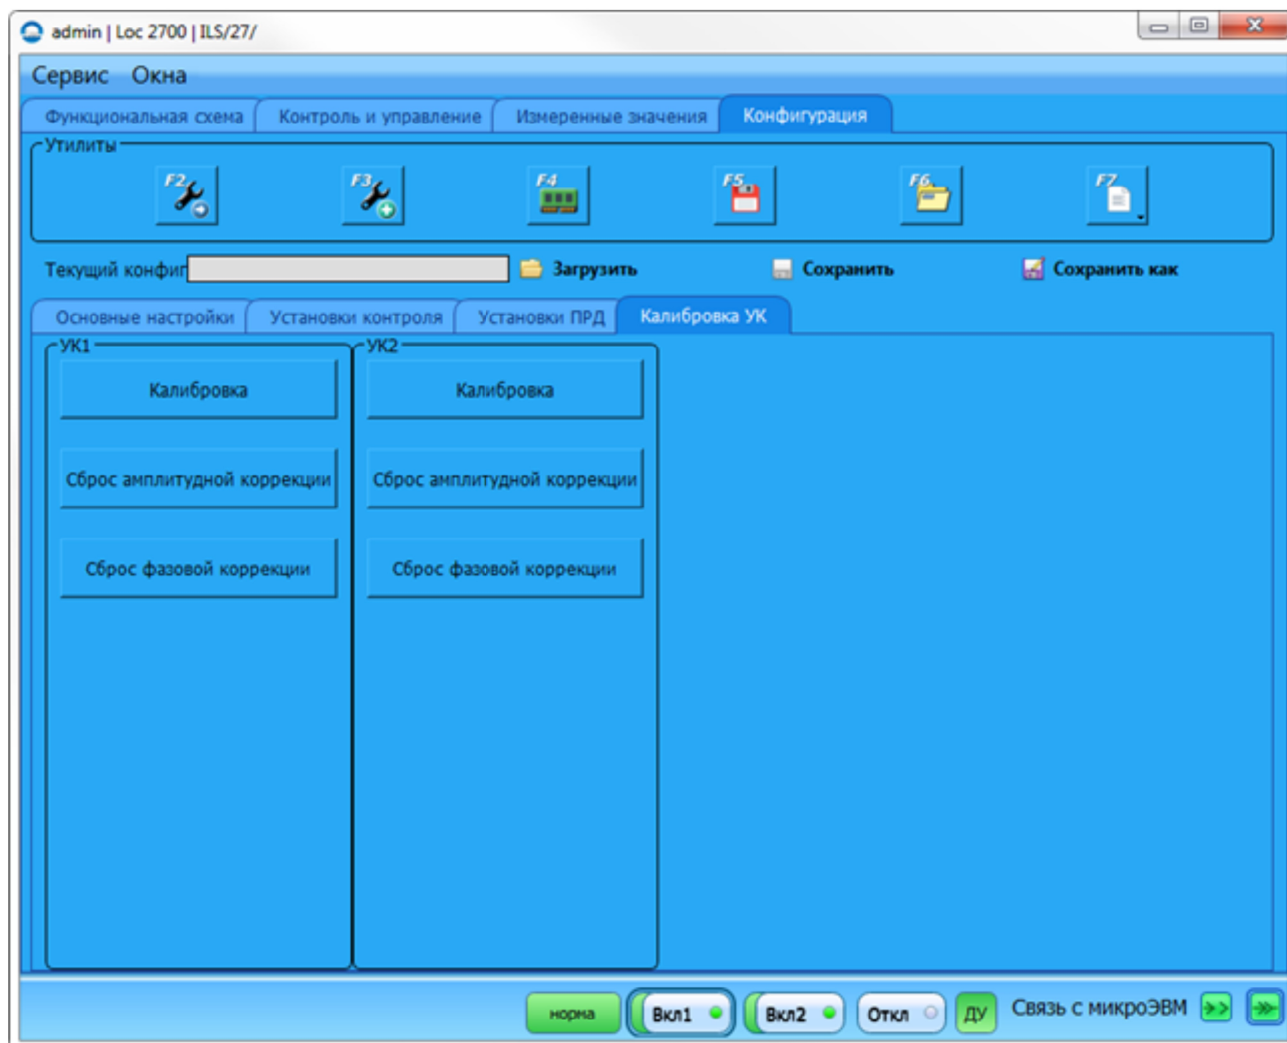 admin | Loc 2700 | ILS/27/
Сервис Окна
Функциональная схема Контроль и управление Измеренные значения Конфигурация
Утилиты
F2 F3 F4 F5 F6 F7
Текущий конфиг Загрузить Сохранить Сохранить как
Основные настройки Установки контроля Установки ПРД Калибровка УК
УК1 УК2
Калибровка Калибровка
Сброс амплитудной коррекции Сброс амплитудной коррекции
Сброс фазовой коррекции Сброс фазовой коррекции
норма Вкл1 Вкл2 Откл ДУ Связь с микроЭВМ